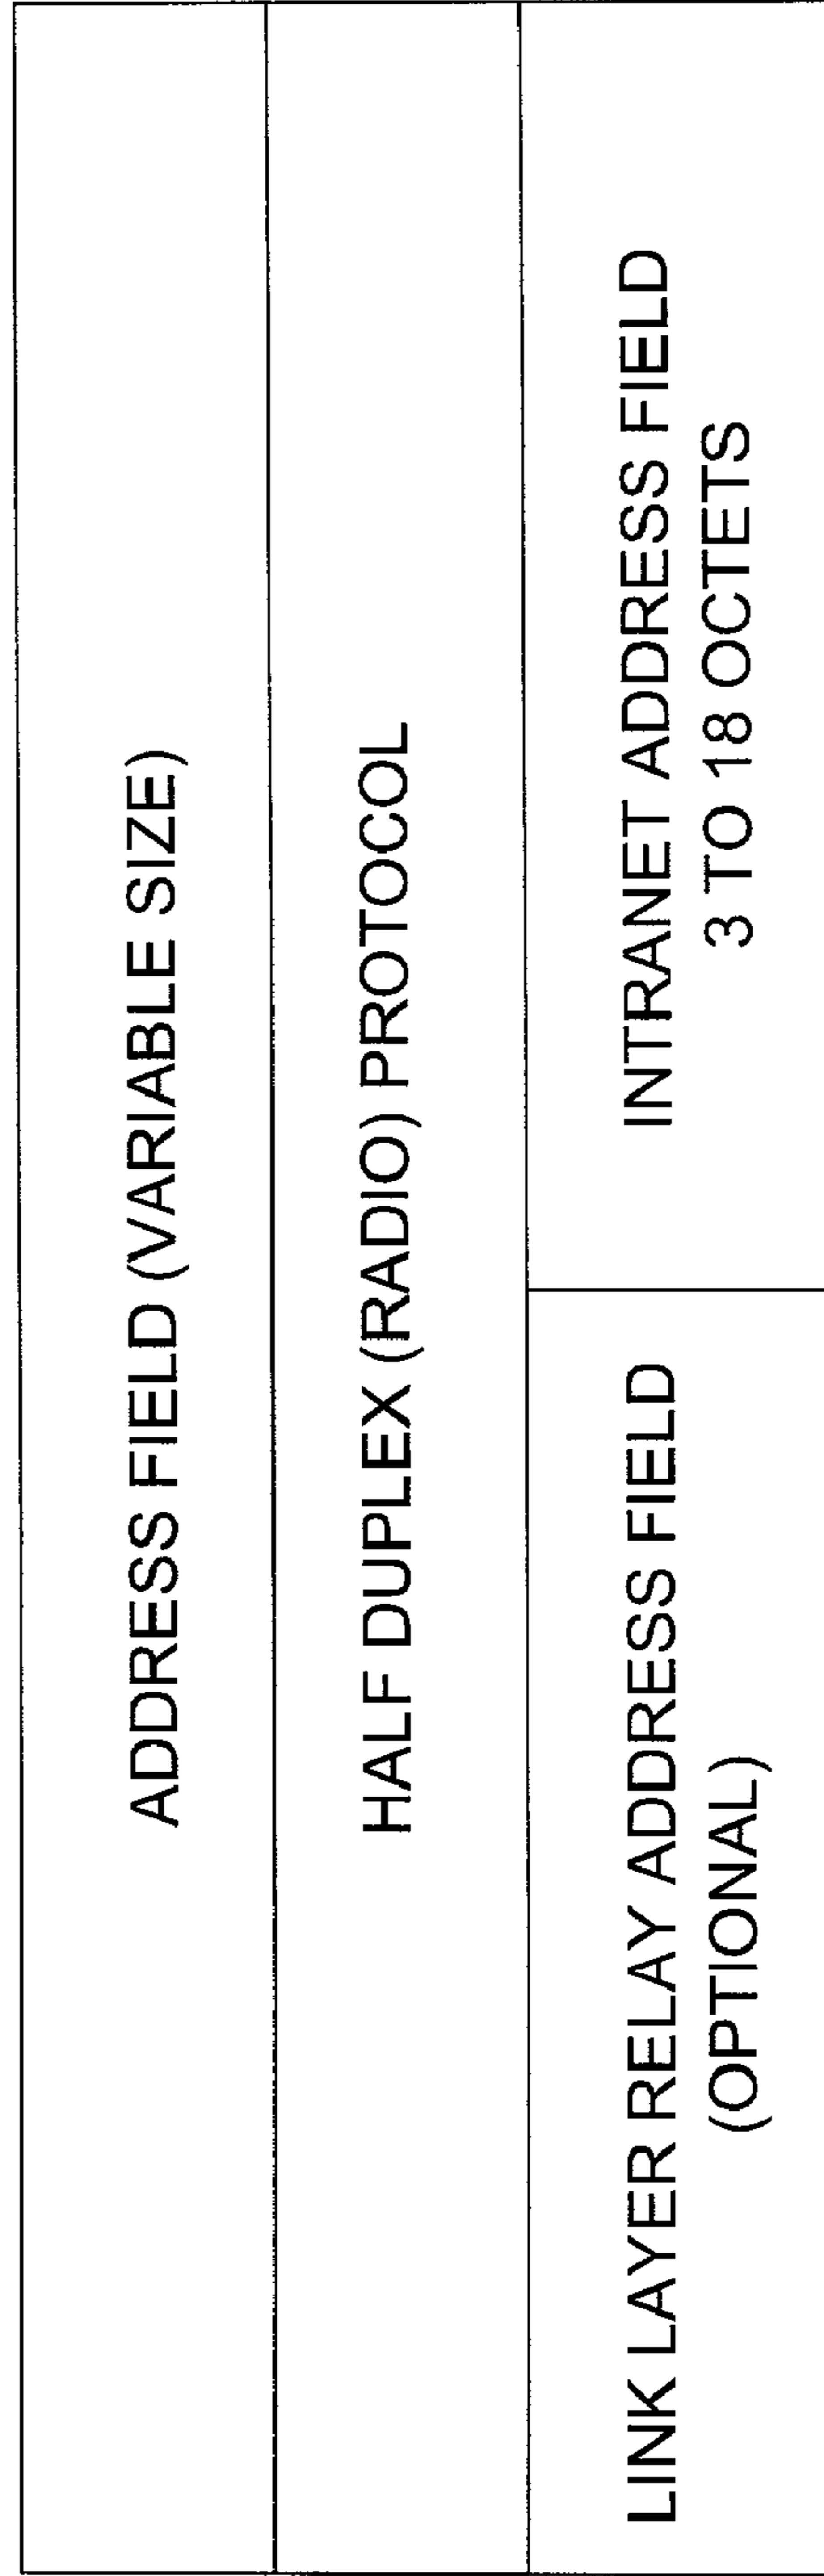 ADDRESS FIELD (VARIABLE SIZE)
HALF DUPLEX (RADIO) PROTOCOL
LINK LAYER RELAY ADDRESS FIELD
(OPTIONAL)
INTRANET ADDRESS FIELD
3 TO 18 OCTETS